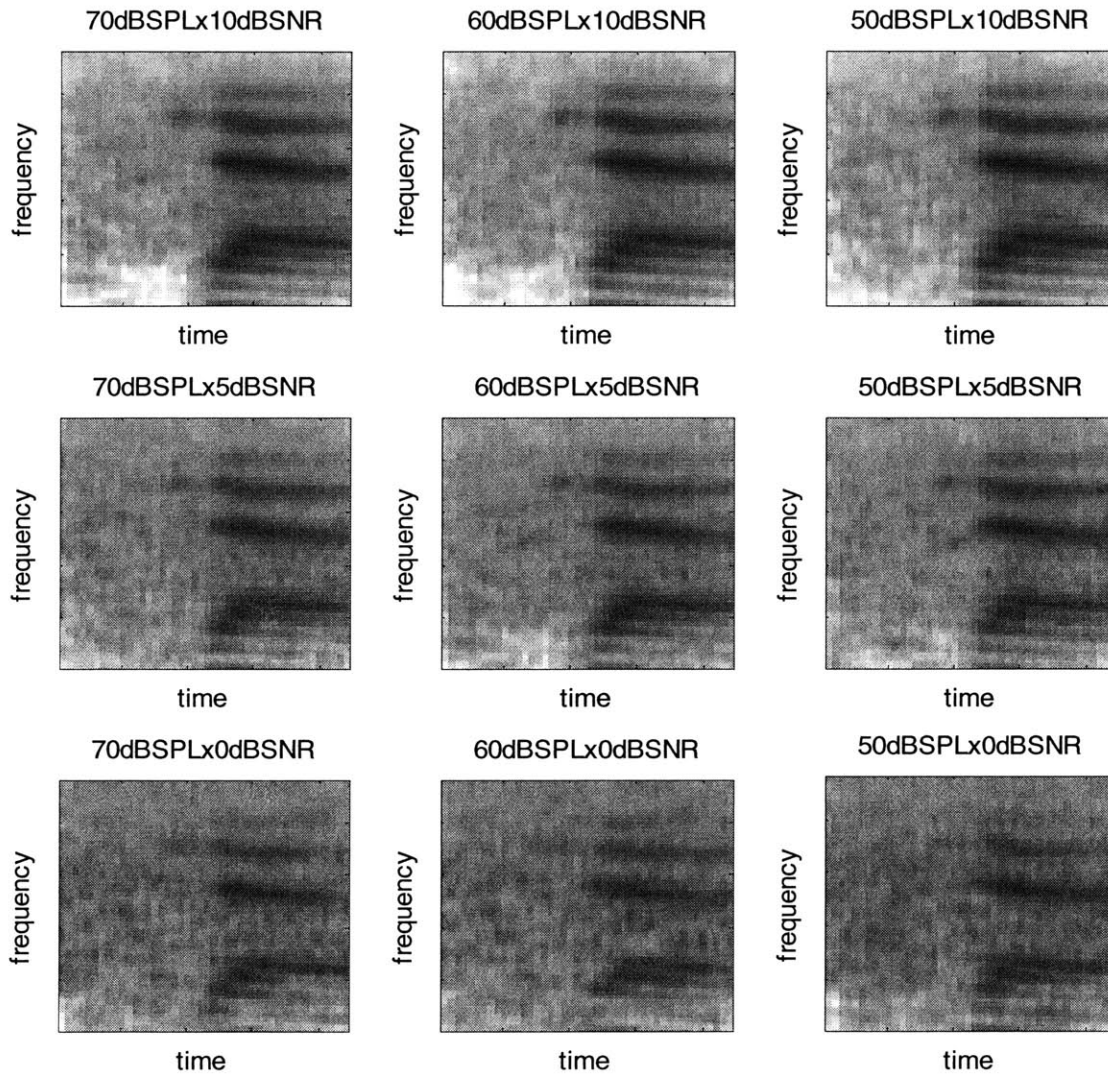 70dBSPLx10dBSNR
60dBSPLx10dBSNR
50dBSPLx10dBSNR
frequency
frequency
frequency
time
time
time
70dBSPLx5dBSNR
60dBSPLx5dBSNR
50dBSPLx5dBSNR
frequency
frequency
frequency
time
time
time
70dBSPLx0dBSNR
60dBSPLx0dBSNR
50dBSPLx0dBSNR
frequency
frequency
frequency
time
time
time